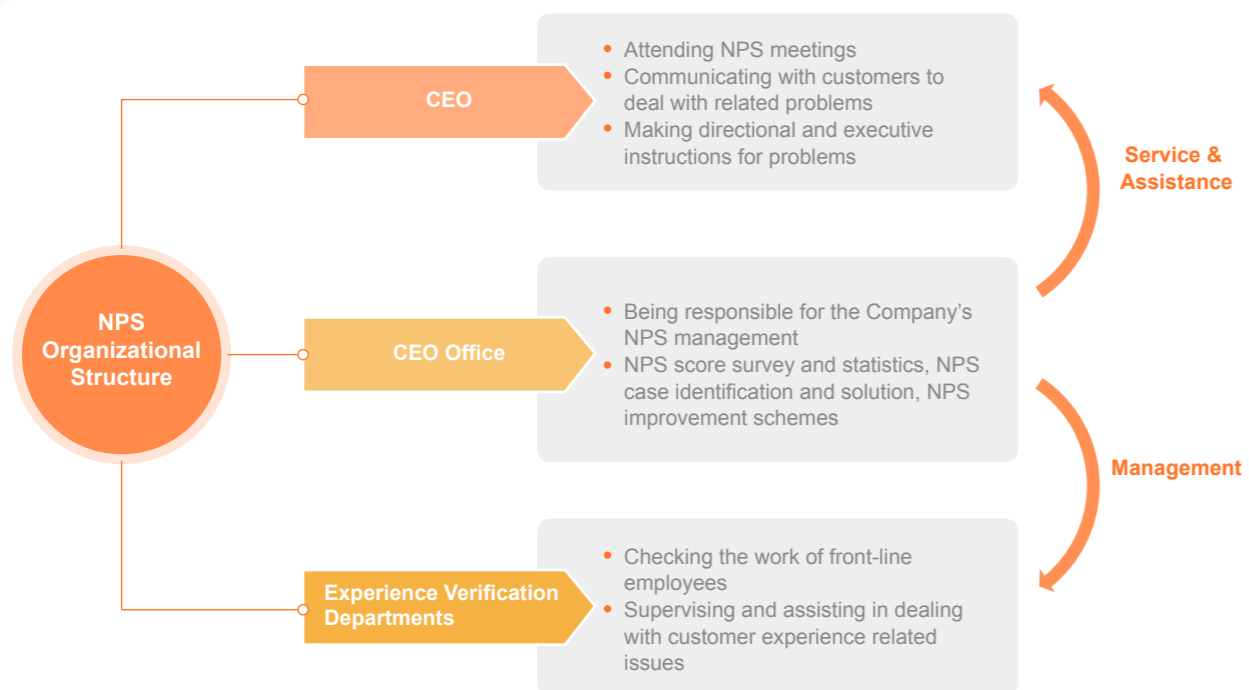 NPS
Organizational
Structure
CEO
• Attending NPS meetings
• Communicating with customers to
deal with related problems
• Making directional and executive
instructions for problems
Service &
Assistance
CEO Office
• Being responsible for the Company’s
NPS management
• NPS score survey and statistics, NPS
case identification and solution, NPS
improvement schemes
Management
Experience Verification
Departments
• Checking the work of front-line
employees
• Supervising and assisting in dealing
with customer experience related
issues